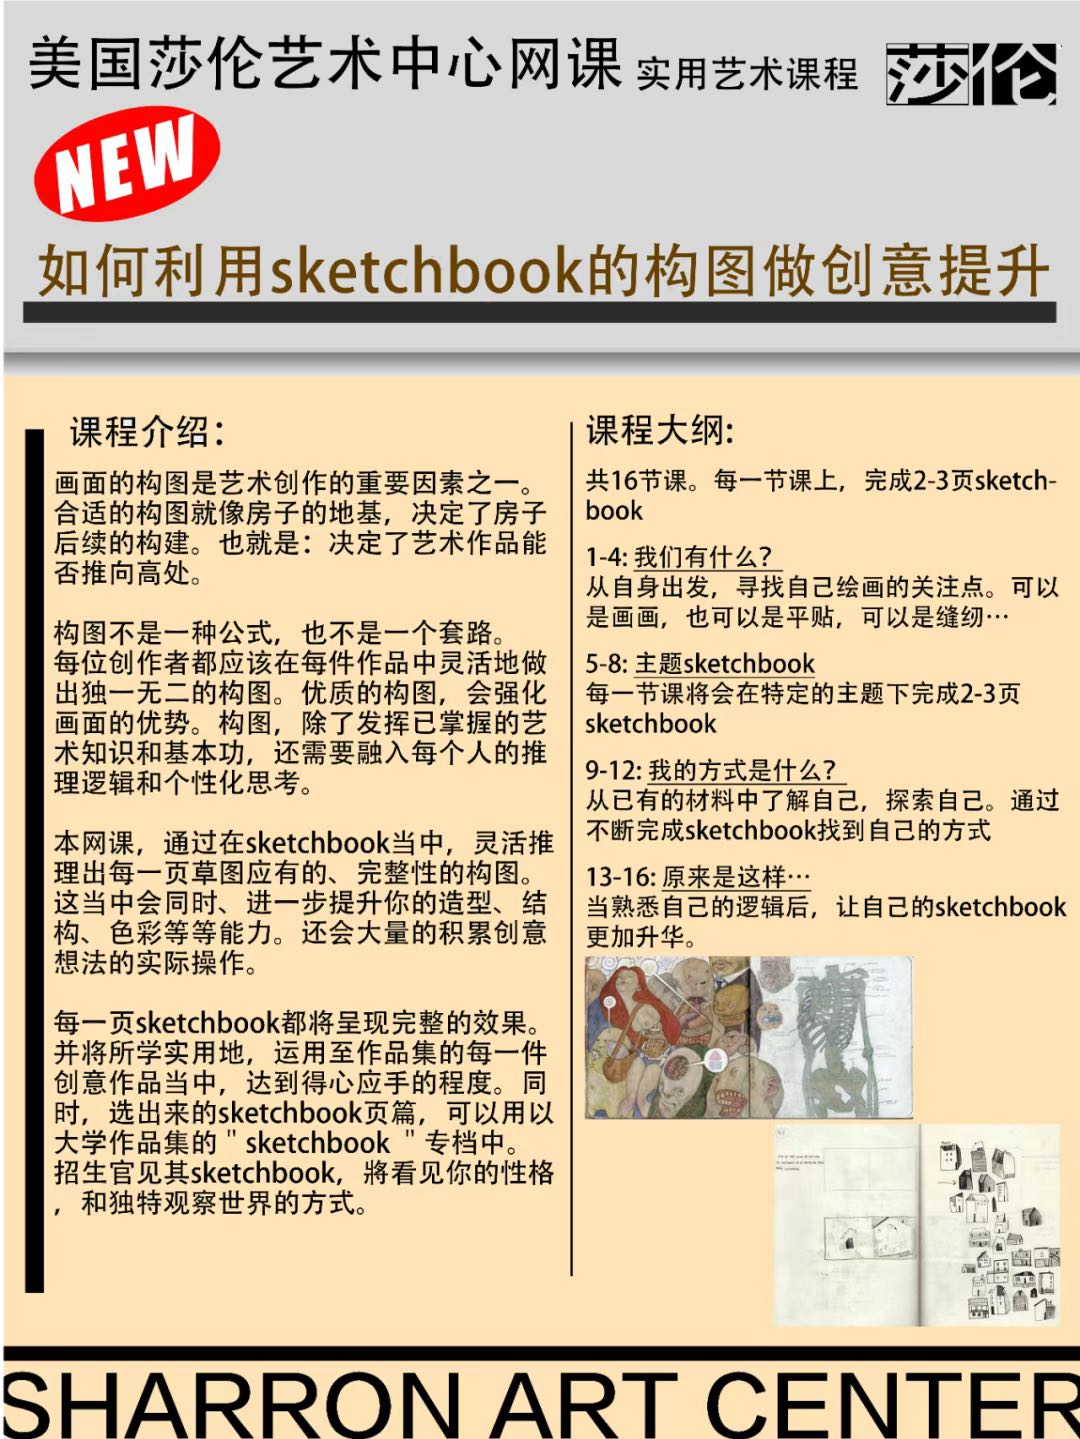 美国莎伦艺术中心网课 实用艺术课程 莎伦
NEW
如何利用sketchbook的构图做创意提升
课程介绍：
画面的构图是艺术创作的重要因素之一。
合适的构图就像房子的地基，决定了房子
后续的构建。也就是：决定了艺术作品能
否推向高处。
构图不是一种公式，也不是一个套路。
每位创作者都应该在每件作品中灵活地做
出独一无二的构图。优质的构图，会强化
画面的优势。构图，除了发挥已掌握的艺
术知识和基本功，还需要融入每个人的推
理逻辑和个性化思考。
本网课，通过在sketchbook当中，灵活推
理出每一页草图应有的、完整性的构图。
这当中会同时、进一步提升你的造型、结
构、色彩等等能力。还会大量的积累创意
想法的实际操作。
每一页sketchbook都将呈现完整的效果。
并将所学实用地，运用至作品集的每一件
创意作品当中，达到得心应手的程度。同
时，选出来的sketchbook页篇，可以用以
大学作品集的＂sketchbook＂专档中。
招生官见其sketchbook，將看见你的性格
，和独特观察世界的方式。
课程大纲:
共16节课。每一节课上，完成2-3页sketch-
book
1-4: 我们有什么？
从自身出发，寻找自己绘画的关注点。可以
是画画，也可以是平贴，可以是缝纫…
5-8: 主题sketchbook
每一节课将会在特定的主题下完成2-3页
sketchbook
9-12: 我的方式是什么？
从已有的材料中了解自己，探索自己。通过
不断完成sketchbook找到自己的方式
13-16: 原来是这样…
当熟悉自己的逻辑后，让自己的sketchbook
更加升华。
SHARRON ART CENTER